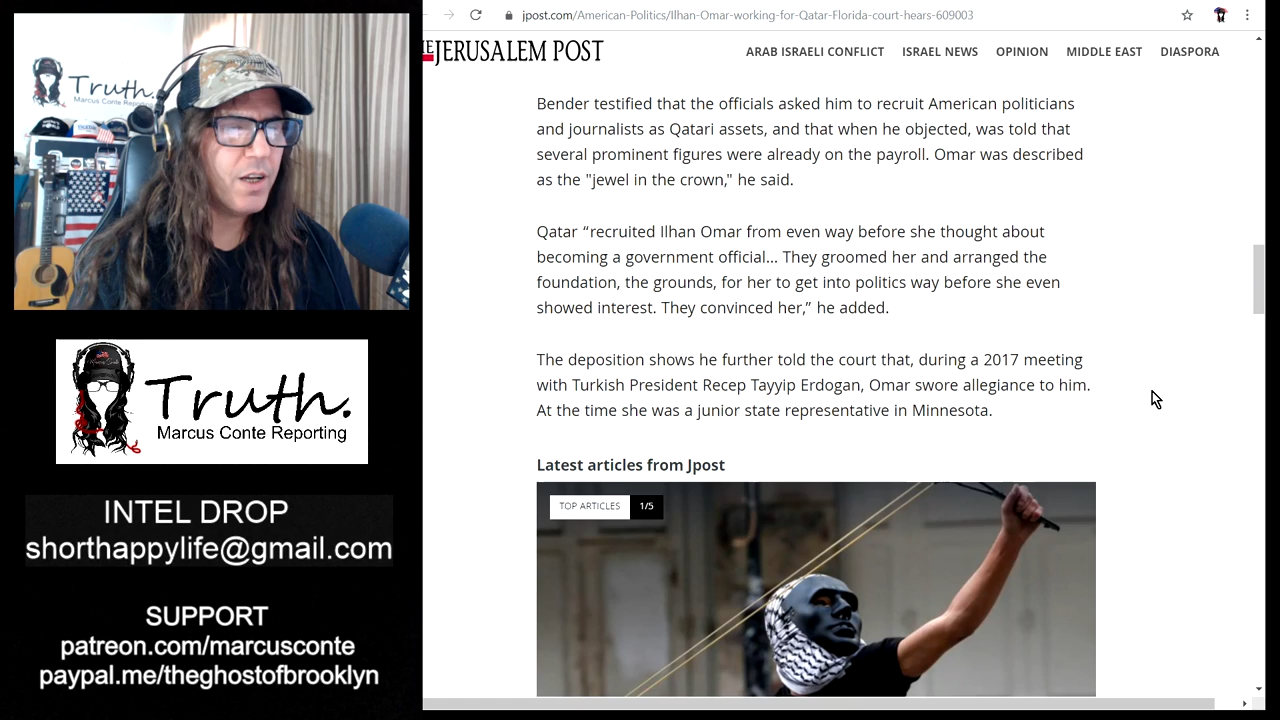 Truth.
Marcus Conte Reporting
Truth.
Marcus Conte Reporting
INTEL DROP
shorthappylife@gmail.com
SUPPORT
patreon.com/marcusconte
paypal.me/theghostofbrooklyn
jpost.com/American-Politics/Ilhan-Omar-working-for-Qatar-Florida-court-hears-609003
JERUSALEM POST
ARAB ISRAELI CONFLICT
ISRAEL NEWS
OPINION
MIDDLE EAST
DIASPORA
Bender testified that the officials asked him to recruit American politicians
and journalists as Qatari assets, and that when he objected, was told that
several prominent figures were already on the payroll. Omar was described
as the "jewel in the crown," he said.
Qatar “recruited Ilhan Omar from even way before she thought about
becoming a government official... They groomed her and arranged the
foundation, the grounds, for her to get into politics way before she even
showed interest. They convinced her,” he added.
The deposition shows he further told the court that, during a 2017 meeting
with Turkish President Recep Tayyip Erdogan, Omar swore allegiance to him.
At the time she was a junior state representative in Minnesota.
Latest articles from Jpost
TOP ARTICLES
1/5